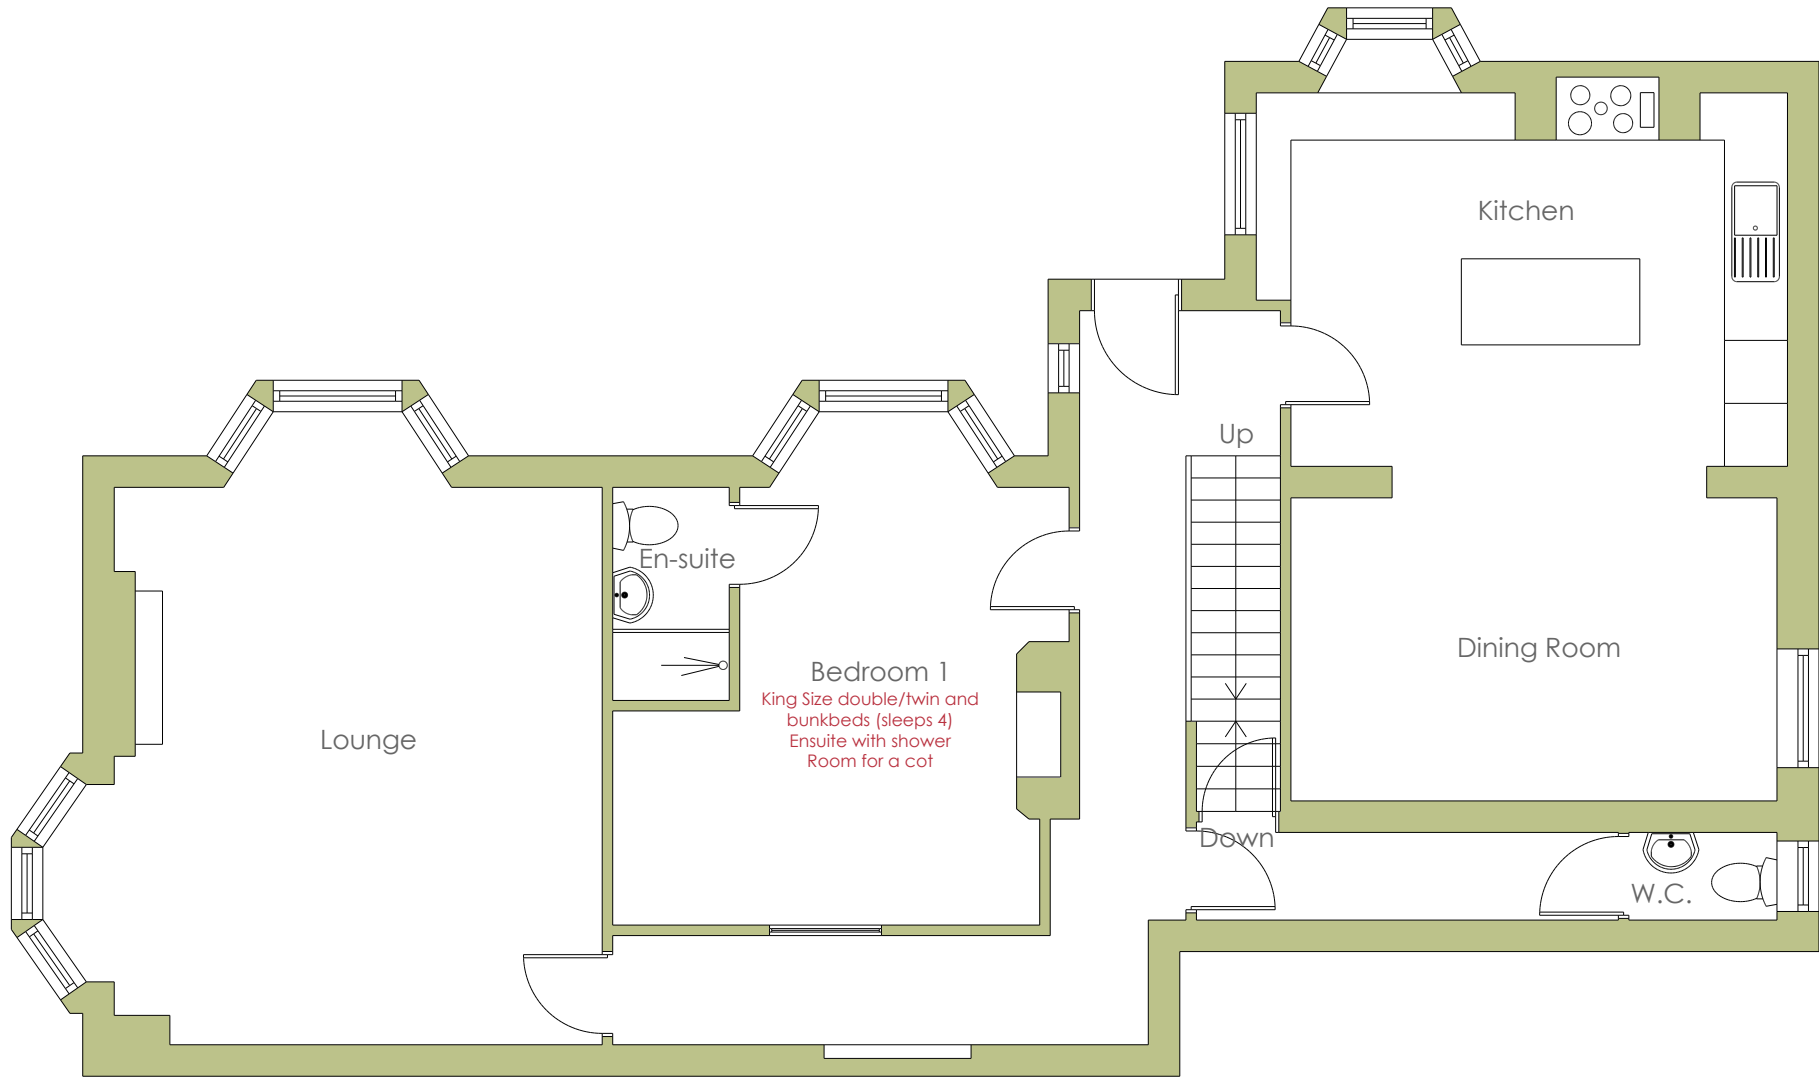 Kitchen
Up
En-suite
Dining Room
Bedroom 1
King Size double/twin and
bunkbeds (sleeps 4)
Ensuite with shower
Room for a cot
Lounge
Down
W.C.